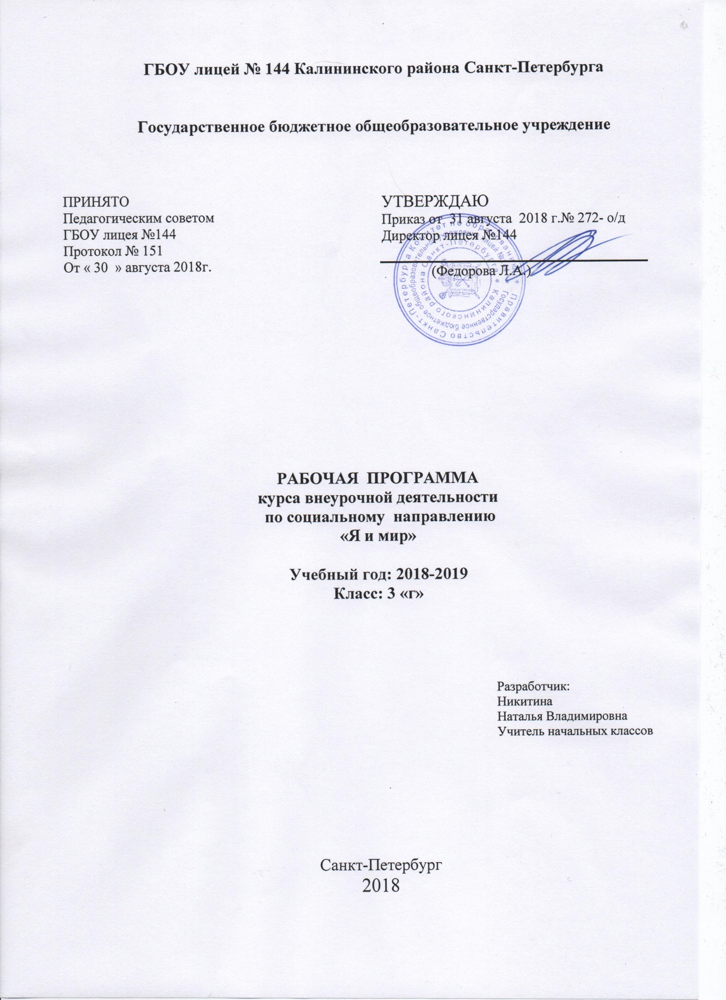 ГБОУ лицей № 144 Калининского района Санкт-Петербурга
Государственное бюджетное общеобразовательное учреждение
ПРИНЯТО
Педагогическим советом
ГБОУ лицея №144
Протокол № 151
От « 30  » августа 2018г.
УТВЕРЖДАЮ
Приказ от  31 августа  2018 г.№ 272- о/д
Директор лицея №144
(Федорова Л.А.)
Правительство Санкт-Петербурга Комитет по образованию *
Государственное бюджетное общеобразовательное учреждение лицей №
Калининского района Санкт-Петербурга *
РАБОЧАЯ  ПРОГРАММА
курса внеурочной деятельности
по социальному  направлению
«Я и мир»
Учебный год: 2018-2019
Класс: 3 «г»
Разработчик:
Никитина
Наталья Владимировна
Учитель начальных классов
Санкт-Петербург
2018